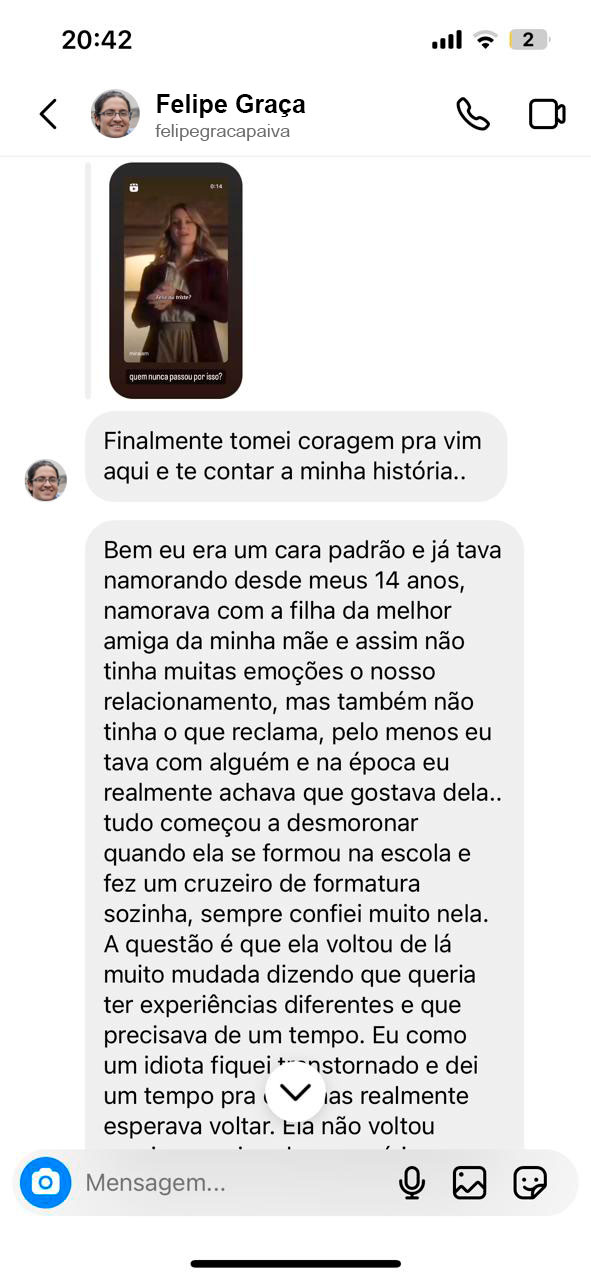 20:42
2
Felipe Graça
felipegracapaiva
0:14
Feliz ou triste?
quem nunca passou por isso?
Finalmente tomei coragem pra vim
aqui e te contar a minha história..
Bem eu era um cara padrão e já tava
namorando desde meus 14 anos,
namorava com a filha da melhor
amiga da minha mãe e assim não
tinha muitas emoções o nosso
relacionamento, mas também não
tinha o que reclama, pelo menos eu
tava com alguém e na época eu
realmente achava que gostava dela..
tudo começou a desmoronar
quando ela se formou na escola e
fez um cruzeiro de formatura
sozinha, sempre confiei muito nela.
A questão é que ela voltou de lá
muito mudada dizendo que queria
ter experiências diferentes e que
precisava de um tempo. Eu como
um idiota fiquei transtornado e dei
um tempo pra realmente
esperava voltar. Ela não voltou
Mensagem...